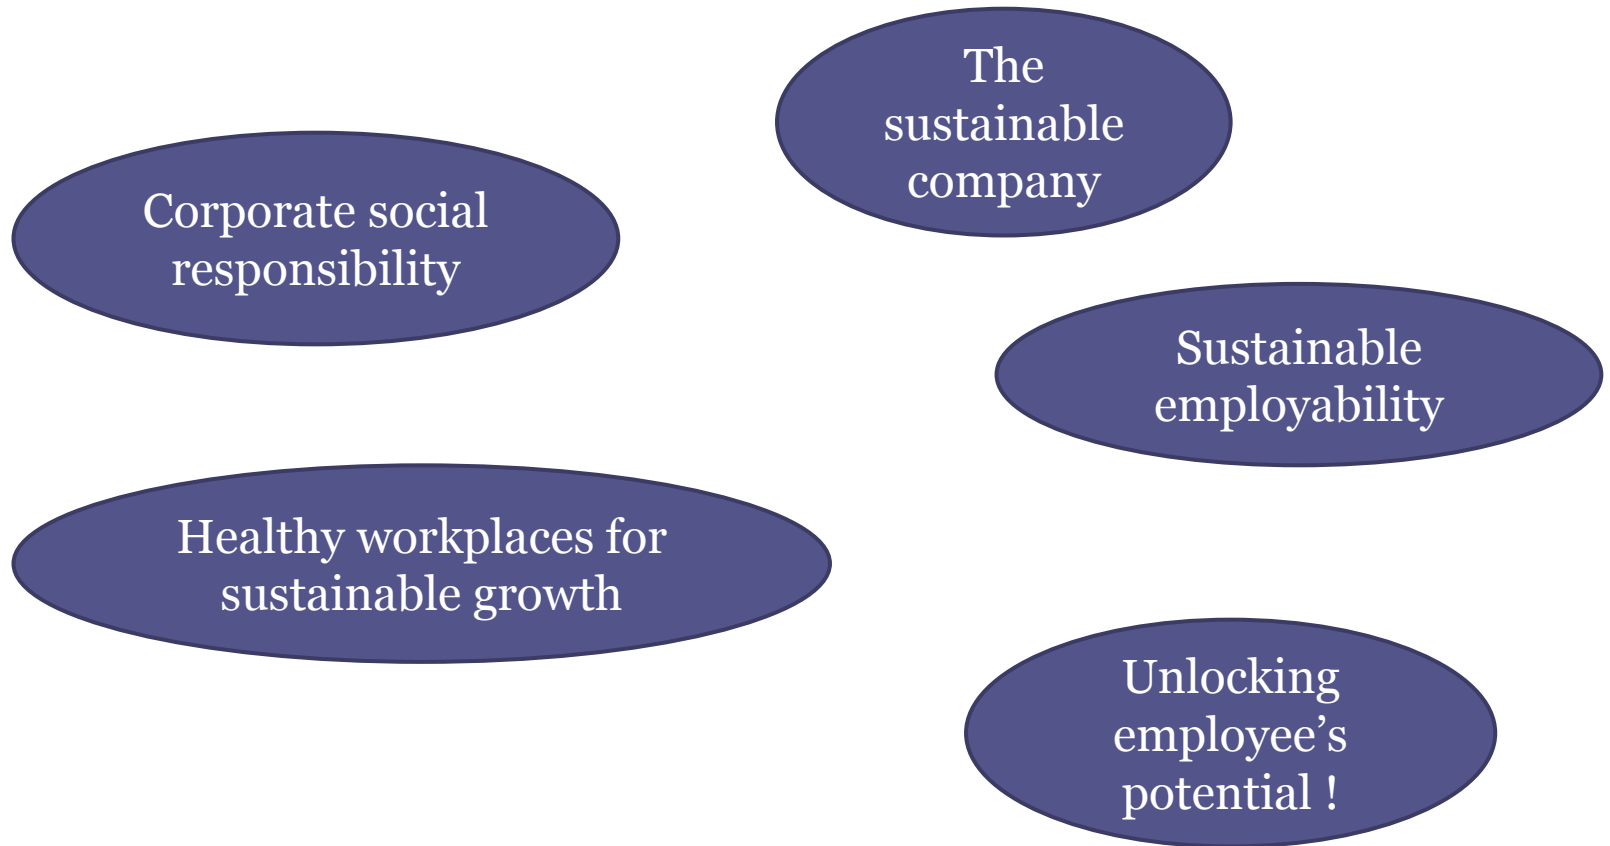 The
sustainable
company
Corporate social
responsibility
Sustainable
employability
Healthy workplaces for
sustainable growth
Unlocking
employee’s
potential !